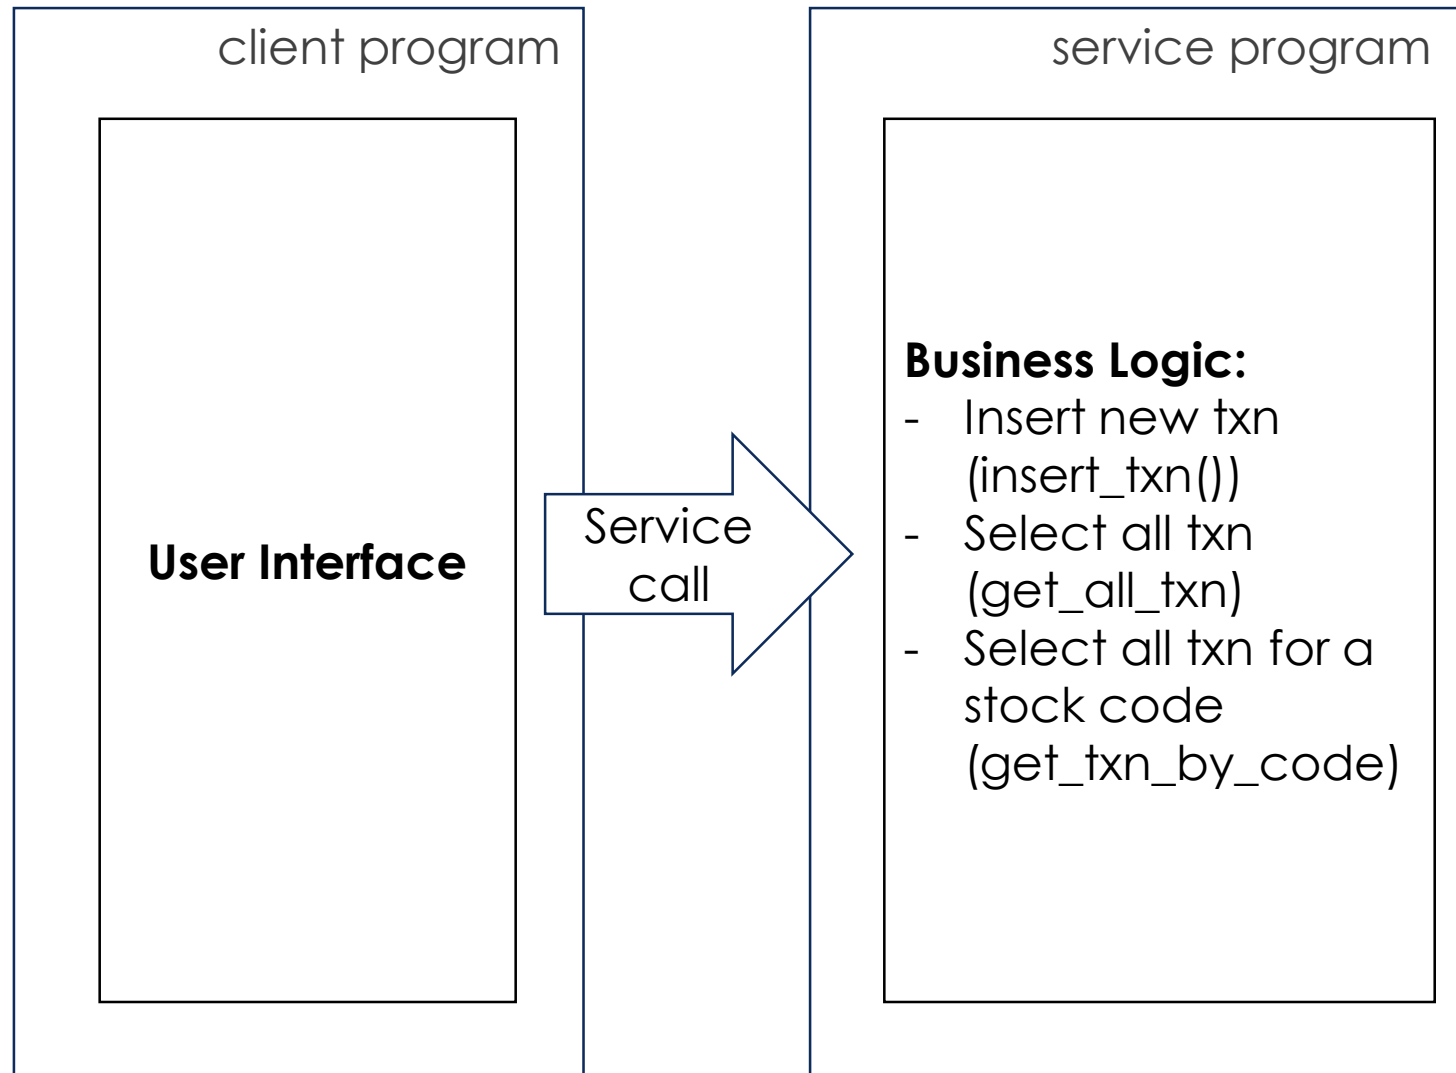 client program
service program
User Interface
Service
call
Business Logic:
- Insert new txn
(insert_txn())
- Select all txn
(get_all_txn)
- Select all txn for a
stock code
(get_txn_by_code)